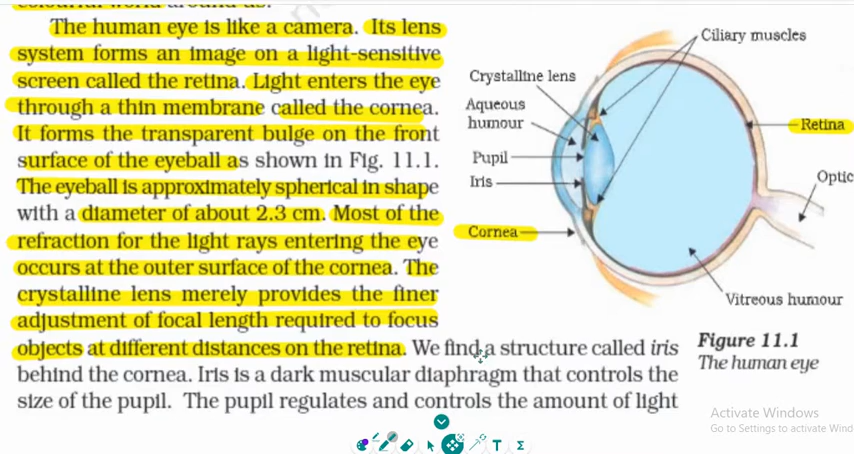 The human eye is like a camera. Its lens
system forms an image on a light-sensitive
screen called the retina. Light enters the eye
through a thin membrane called the cornea.
It forms the transparent bulge on the front
surface of the eyeball as shown in Fig. 11.1.
The eyeball is approximately spherical in shape
with a diameter of about 2.3 cm. Most of the
refraction for the light rays entering the eye
occurs at the outer surface of the cornea. The
crystalline lens merely provides the finer
adjustment of focal length required to focus
objects at different distances on the retina. We find a structure called iris
behind the cornea. Iris is a dark muscular diaphragm that controls the
size of the pupil. The pupil regulates and controls the amount of light
Ciliary muscles
Crystalline lens
Aqueous
humour
Pupil
Iris
Cornea
Retina
Optic
Vitreous humour
Figure 11.1
The human eye
Activate Windows
Go to Settings to activate Wind
T
Σ